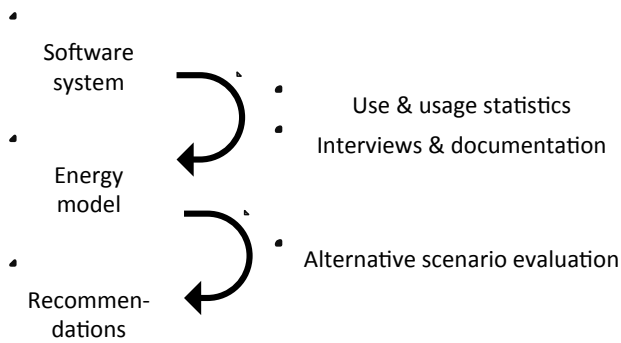 Software
system
Use & usage statistics
Interviews & documentation
Energy
model
Alternative scenario evaluation
Recommen-
dations